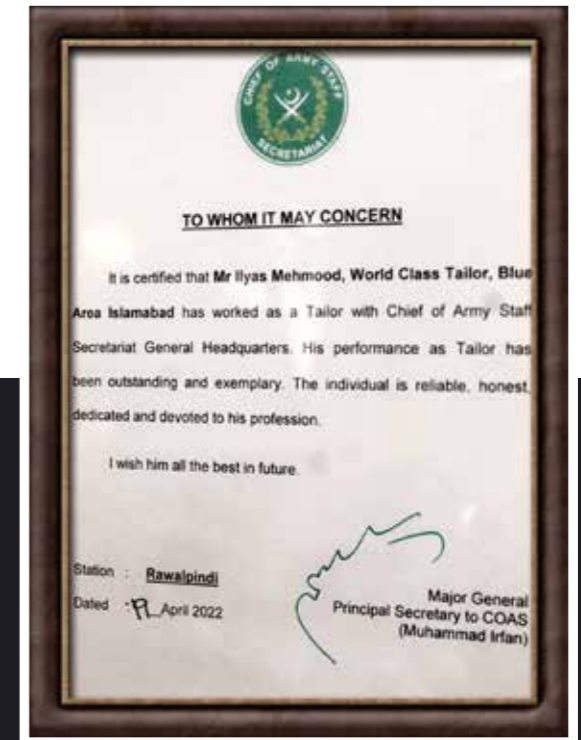 CHIEF OF ARMY STAFF
SECRETARIAT
TO WHOM IT MAY CONCERN
It is certified that Mr Ilyas Mehmood, World Class Tailor, Blue
Area Islamabad has worked as a Tailor with Chief of Army Staff
Secretariat General Headquarters. His performance as Tailor has
been outstanding and exemplary. The individual is reliable, honest,
dedicated and devoted to his profession.
I wish him all the best in future.
Station : Rawalpindi
Dated : April 2022
Major General
Principal Secretary to COAS
(Muhammad Irfan)